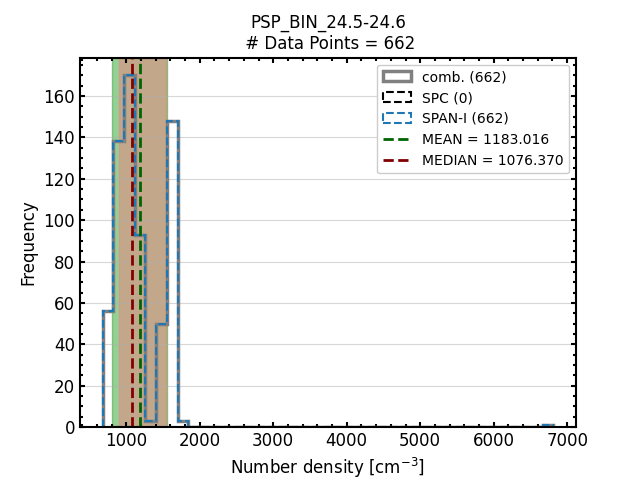 PSP_BIN_24.5-24.6
# Data Points = 662
comb. (662)
SPC (0)
SPAN-I (662)
MEAN = 1183.016
MEDIAN = 1076.370
Frequency
160
140
120
100
80
60
40
20
0
1000 2000 3000 4000 5000 6000 7000
Number density [cm⁻³]